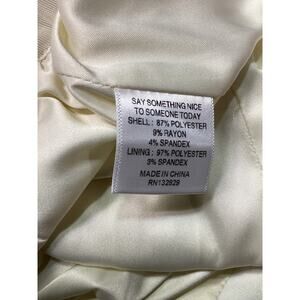 SAY SOMETHING NICE
TO SOMEONE TODAY
SHELL : 87% POLYESTER
9% RAYON
4% SPANDEX
LINING : 97% POLYESTER
3% SPANDEX
MADE IN CHINA
RN132829